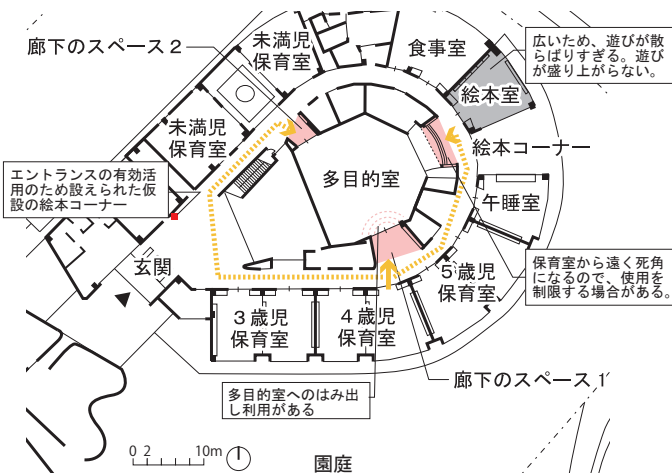 廊下のスペース２
未満児
保育室
食事室
広いため、遊びが散
らばりすぎる。遊び
が盛り上がらない。
絵本室
未満児
保育室
絵本コーナー
エントランスの有効活
用のため設えられた仮
設の絵本コーナー
多目的室
午睡室
玄関
５歳児
保育室
保育室から遠く死角
になるので、使用を
制限する場合がある。
３歳児
保育室
４歳児
保育室
廊下のスペース１
多目的室へのはみ出
し利用がある
0 2 10m
園庭